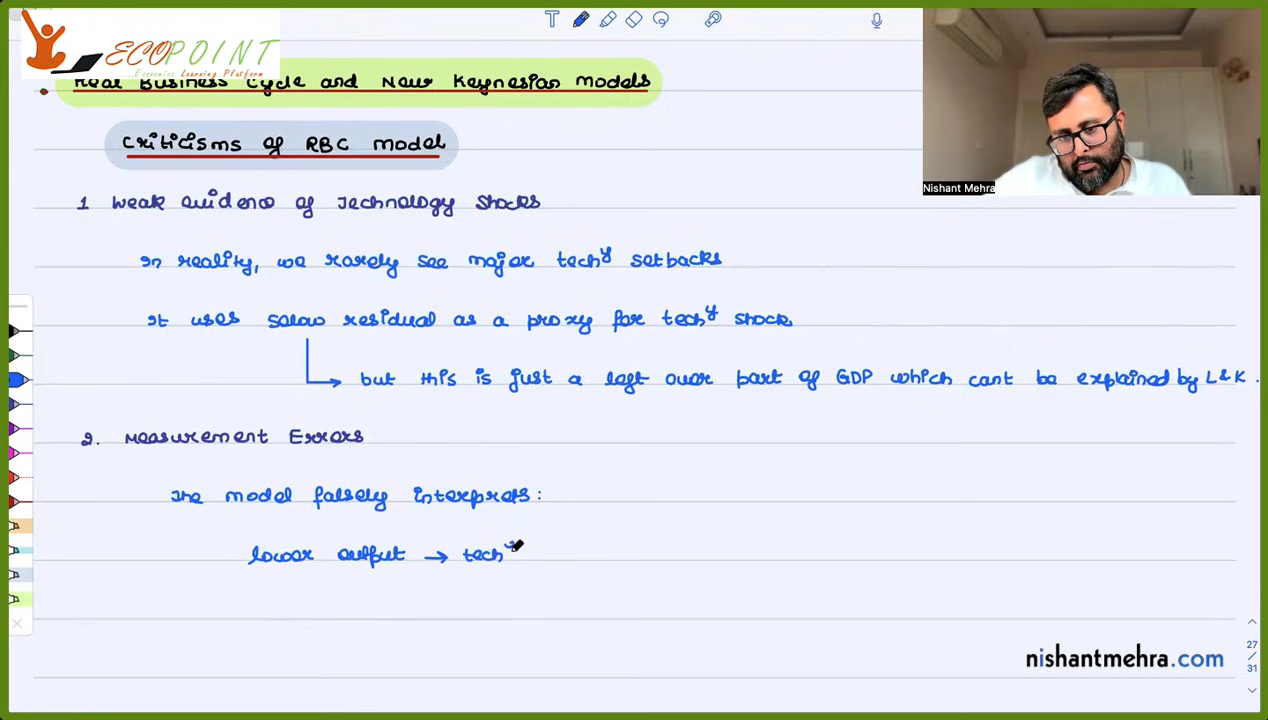 ECOPOINT
....Economics Learning Platform
Real Business Cycle and New Keynesian Models
Criticisms of RBC model
Nishant Mehra
1 Weak Evidence of Technology Shocks
In reality, we rarely see major techʸ setbacks
It uses Solow residual as a proxy for techʸ shock
but this is just a left over part of GDP which cant be explained by L&K.
2. Measurement Errors
The model falsely interprets:
lower output → techʸ
27
/
31
nishantmehra.com